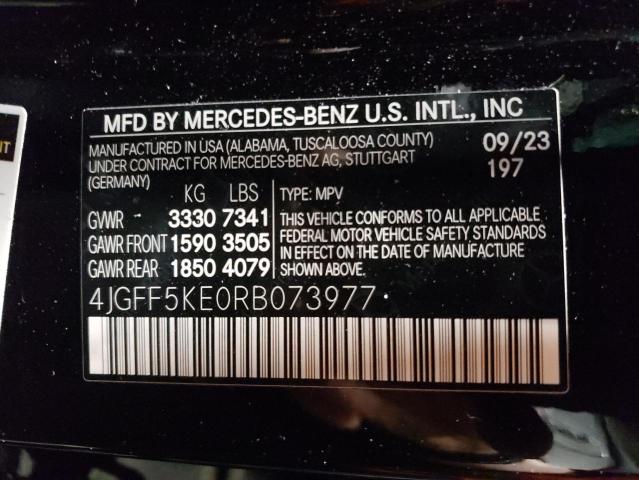 MFD BY MERCEDES-BENZ U.S. INTL., INC
MANUFACTURED IN USA (ALABAMA, TUSCALOOSA COUNTY) 09/23
UNDER CONTRACT FOR MERCEDES-BENZ AG, STUTTGART 197
(GERMANY)
KG LBS TYPE: MPV
GVWR 3330 7341 THIS VEHICLE CONFORMS TO ALL APPLICABLE
GAWR FRONT 1590 3505 FEDERAL MOTOR VEHICLE SAFETY STANDARDS
IN EFFECT ON THE DATE OF MANUFACTURE
GAWR REAR 1850 4079 SHOWN ABOVE.
4JGFF5KE0RB073977